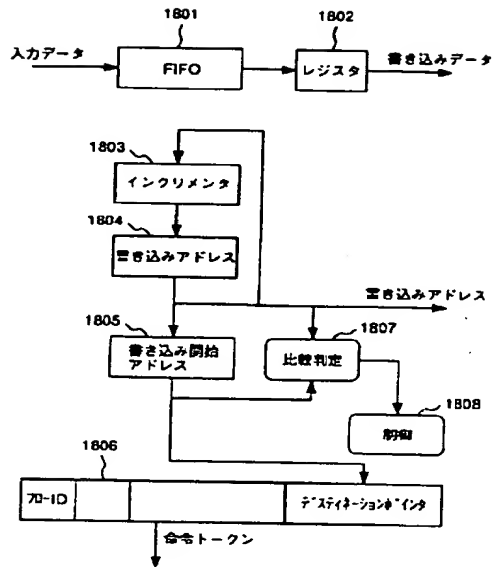 1801
1802
入力データ
FIFO
レジスタ
書き込みデータ
1803
インクリメンタ
1804
書き込みアドレス
書き込みアドレス
1805
1807
書き込み開始
アドレス
比較判定
1808
制御
1806
フローID
デスティネーションポインタ
命令トークン